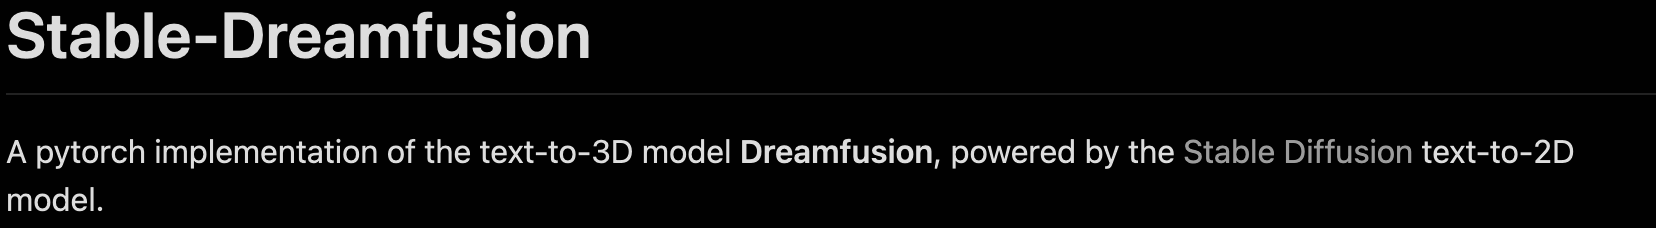 Stable-Dreamfusion
A pytorch implementation of the text-to-3D model Dreamfusion, powered by the Stable Diffusion text-to-2D
model.